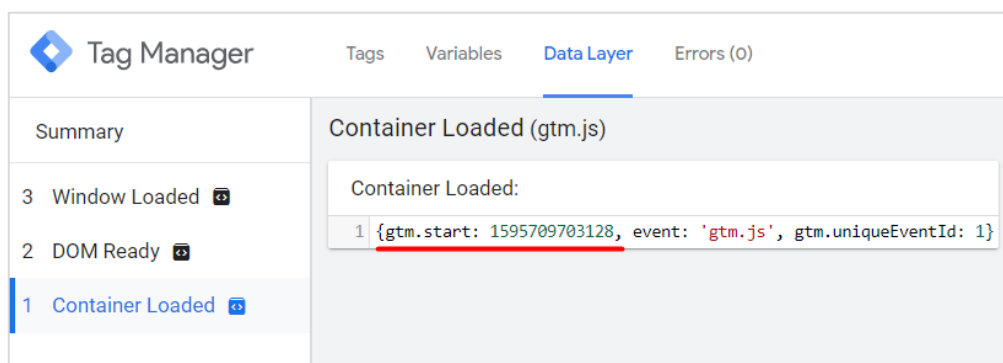 Tag Manager
Tags Variables Data Layer Errors (0)
Summary
3 Window Loaded
2 DOM Ready
1 Container Loaded
Container Loaded (gtm.js)
Container Loaded:
1 {gtm.start: 1595709703128, event: 'gtm.js', gtm.uniqueEventId: 1}